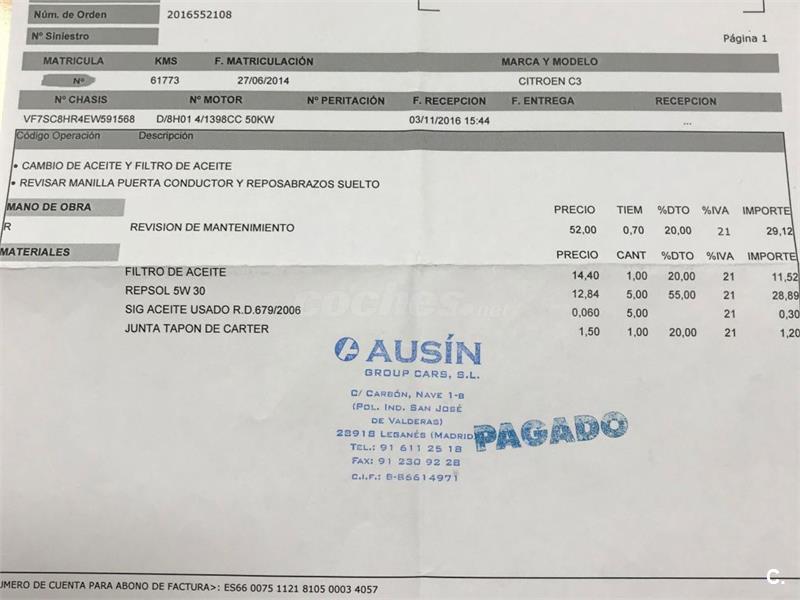 Núm. de Orden 2016552108
Nº Siniestro
Página 1
MATRICULA KMS F. MATRICULACIÓN MARCA Y MODELO
Nº 61773 27/06/2014 CITROEN C3
Nº CHASIS Nº MOTOR Nº PERITACIÓN F. RECEPCION F. ENTREGA RECEPCION
VF7SC8HR4EW591568 D/8H01 4/1398CC 50KW 03/11/2016 15:44 ...
Código Operación Descripción
• CAMBIO DE ACEITE Y FILTRO DE ACEITE
• REVISAR MANILLA PUERTA CONDUCTOR Y REPOSABRAZOS SUELTO
MANO DE OBRA PRECIO TIEM %DTO %IVA IMPORTE
R REVISION DE MANTENIMIENTO 52,00 0,70 20,00 21 29,12
MATERIALES PRECIO CANT %DTO %IVA IMPORTE
FILTRO DE ACEITE 14,40 1,00 20,00 21 11,52
REPSOL 5W 30 12,84 5,00 55,00 21 28,89
SIG ACEITE USADO R.D.679/2006 0,060 5,00 21 0,30
JUNTA TAPON DE CARTER 1,50 1,00 20,00 21 1,20
coches.net
AUSÍN
GROUP CARS, S.L.
C/ CARBÓN, NAVE 1-8
(POL. IND. SAN JOSÉ
DE VALDERAS)
28918 LEGANÉS (MADRID)
TEL.: 91 611 25 18
FAX: 91 230 92 28
C.I.F.: B-85614971
PAGADO
UMERO DE CUENTA PARA ABONO DE FACTURA>: ES66 0075 1121 8105 0003 4057
C.